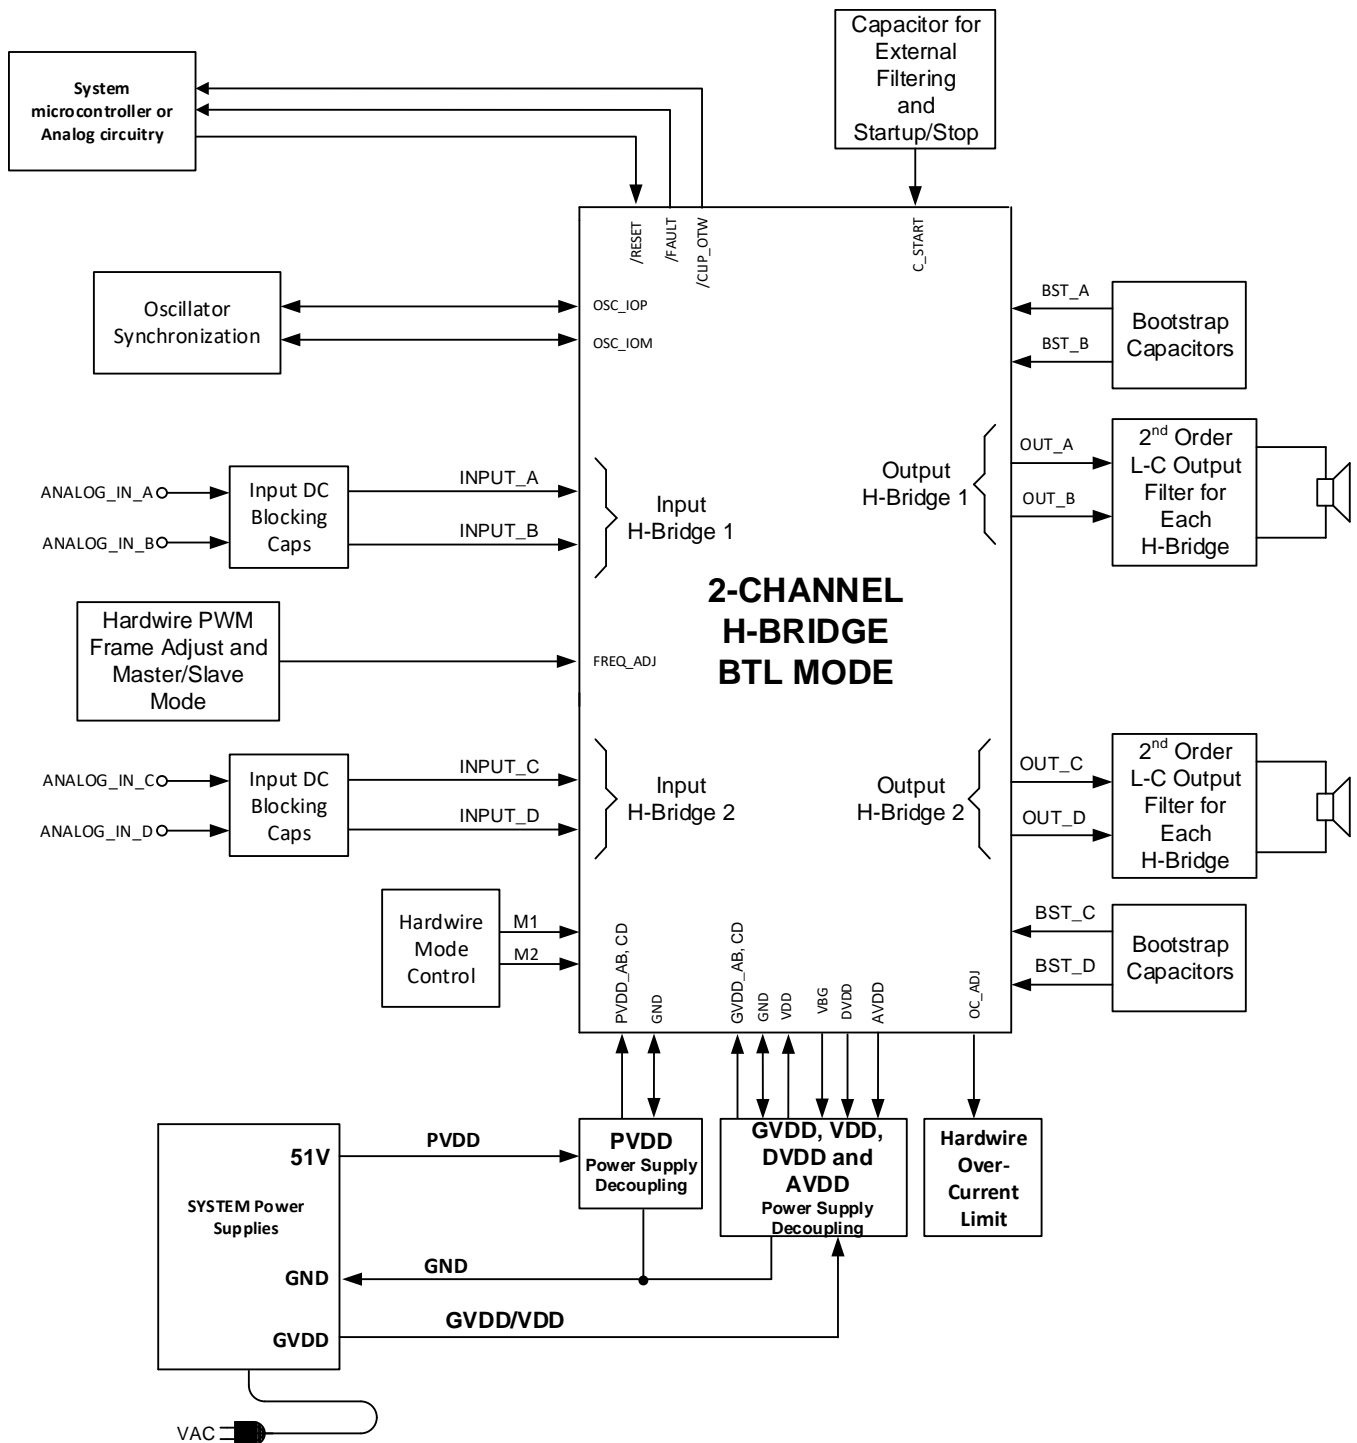 Capacitor for
External
Filtering
and
Startup/Stop
System
microcontroller or
Analog circuitry
/RESET
/FAULT
/CLIP_OTW
C_START
Oscillator
Synchronization
OSC_IOP
OSC_IOM
BST_A
BST_B
Bootstrap
Capacitors
ANALOG_IN_A
ANALOG_IN_B
Input DC
Blocking
Caps
INPUT_A
INPUT_B
Input
H-Bridge 1
Output
H-Bridge 1
OUT_A
OUT_B
2nd Order
L-C Output
Filter for
Each
H-Bridge
2-CHANNEL
H-BRIDGE
BTL MODE
Hardwire PWM
Frame Adjust and
Master/Slave
Mode
FREQ_ADJ
ANALOG_IN_C
ANALOG_IN_D
Input DC
Blocking
Caps
INPUT_C
INPUT_D
Input
H-Bridge 2
Output
H-Bridge 2
OUT_C
OUT_D
2nd Order
L-C Output
Filter for
Each
H-Bridge
Hardwire
Mode
Control
M1
M2
PVDD_AB, CD
GND
GVDD_AB, CD
GND
VDD
VBG
DVDD
AVDD
OC_ADJ
BST_C
BST_D
Bootstrap
Capacitors
51V
SYSTEM Power
Supplies
GND
GVDD
PVDD
PVDD
Power Supply
Decoupling
GVDD, VDD,
DVDD and
AVDD
Power Supply
Decoupling
Hardwire
Over-
Current
Limit
GND
GVDD/VDD
VAC